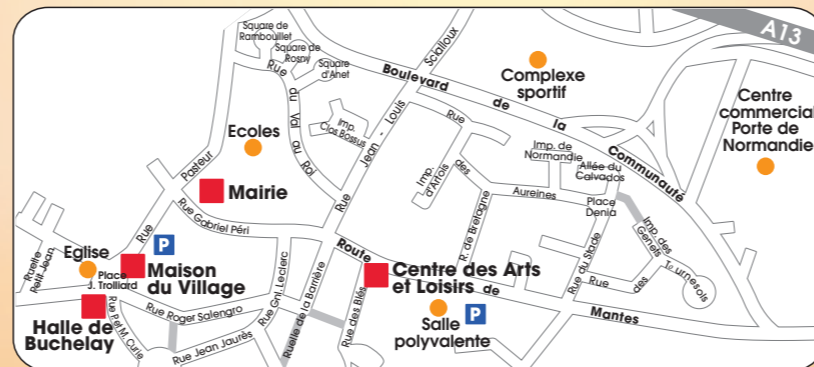 Square de
Rambouillet
Square de
Rosny
Square
d'Anet
Rue du Val au Roi
Boulevard de la Communauté
Rue Jean - Louis Scialloux
A13
Complexe
sportif
Centre
commercial
Porte de
Normandie
Ecoles
Imp.
Clos Bossus
Rue des Aureines
Imp. de
Normandie
Allée du
Calvados
Imp.
d'Artois
Rue Pasteur
Mairie
Place
Denia
R. de Bretagne
Rue Gabriel Péri
Imp. des
Genets
Rue du Stade
Rue des Tournesols
P
Eglise
Ruelle
Petit Jean
Place
J. Trolliard
Maison
du Village
Route de Mantes
Centre des Arts
et Loisirs
Rue Gnl Leclerc
Ruelle de la Barrière
Rue des Blés
Halle de
Buchelay
Rue P. et M. Curie
Rue Roger Salengro
Rue Jean Jaurès
P
Salle
polyvalente